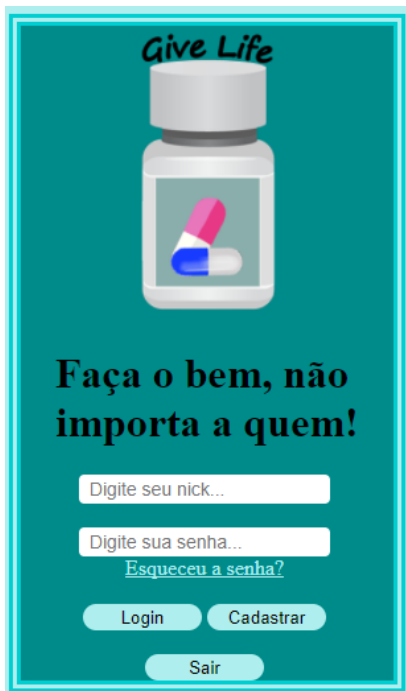 Give Life
Faça o bem, não
importa a quem!
Digite seu nick...
Digite sua senha...
Esqueceu a senha?
Login Cadastrar
Sair